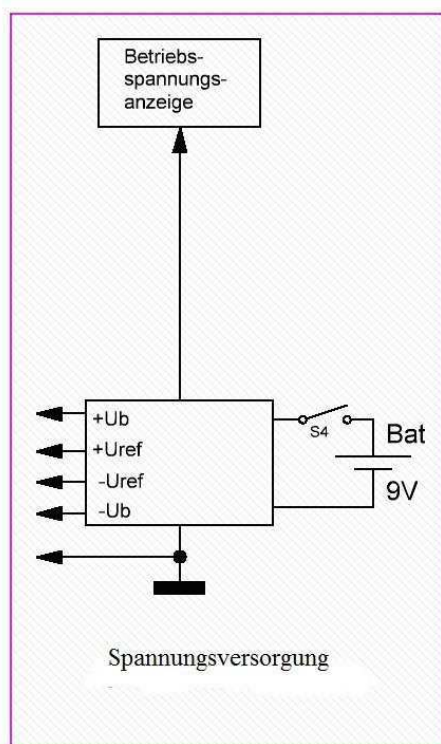 Betriebs-
spannungs-
anzeige
+Ub
+Uref
-Uref
-Ub
S4
Bat
9V
Spannungsversorgung